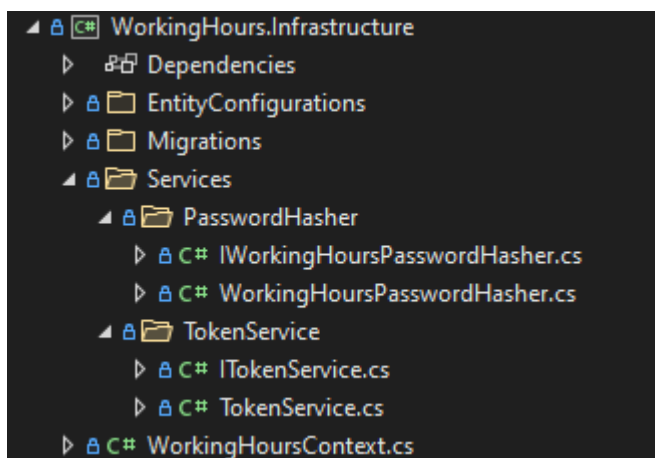 C# WorkingHours.Infrastructure
Dependencies
EntityConfigurations
Migrations
Services
PasswordHasher
C# IWorkingHoursPasswordHasher.cs
C# WorkingHoursPasswordHasher.cs
TokenService
C# ITokenService.cs
C# TokenService.cs
C# WorkingHoursContext.cs